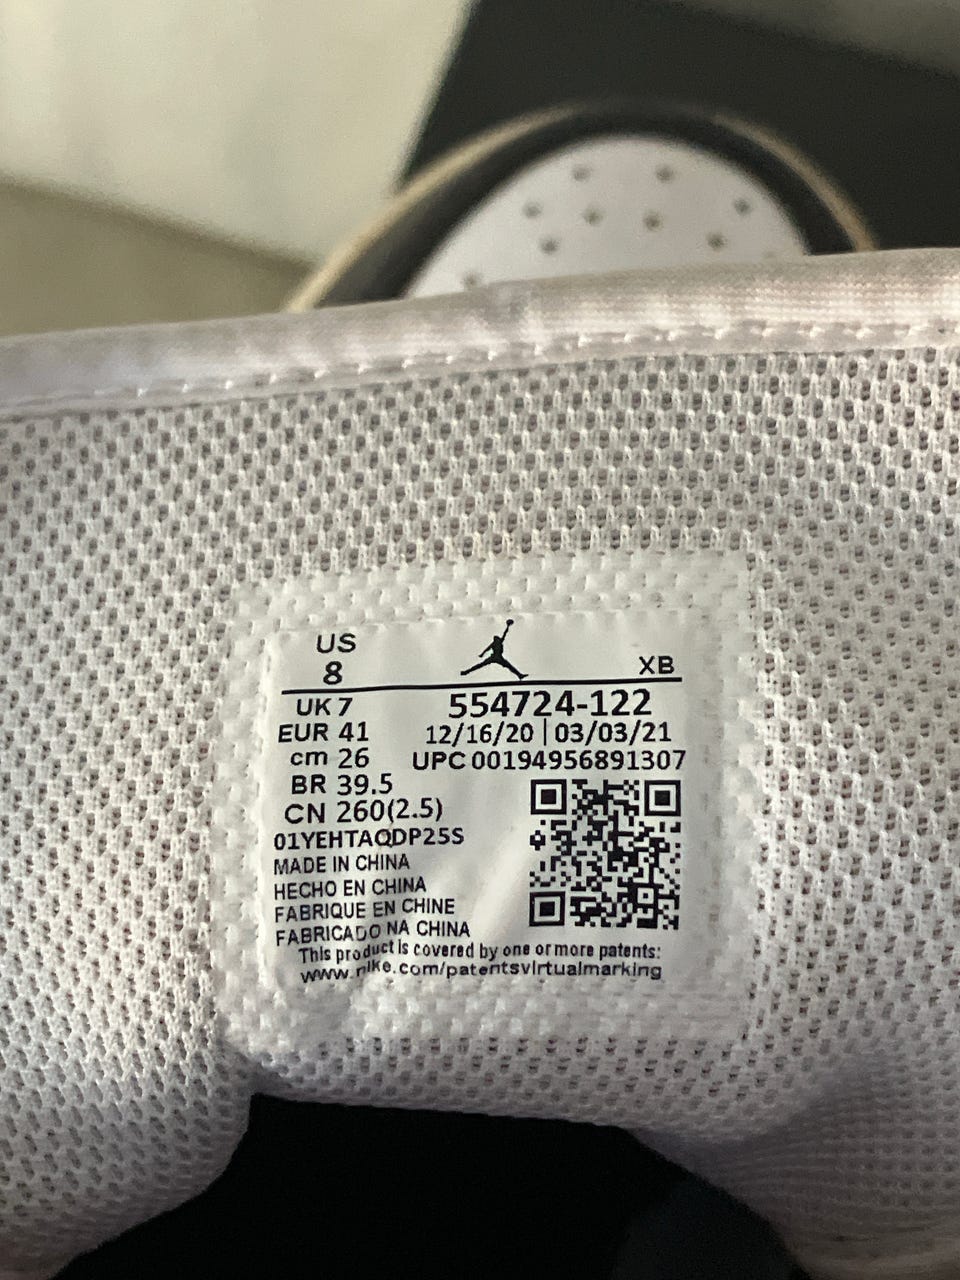 US
8
XB
UK 7
554724-122
EUR 41
12/16/20 | 03/03/21
cm 26
UPC 00194956891307
BR 39.5
CN 260(2.5)
01YEHTAQDP25S
MADE IN CHINA
HECHO EN CHINA
FABRIQUE EN CHINE
FABRICADO NA CHINA
This product is covered by one or more patents:
www.nike.com/patentsvirtualmarking